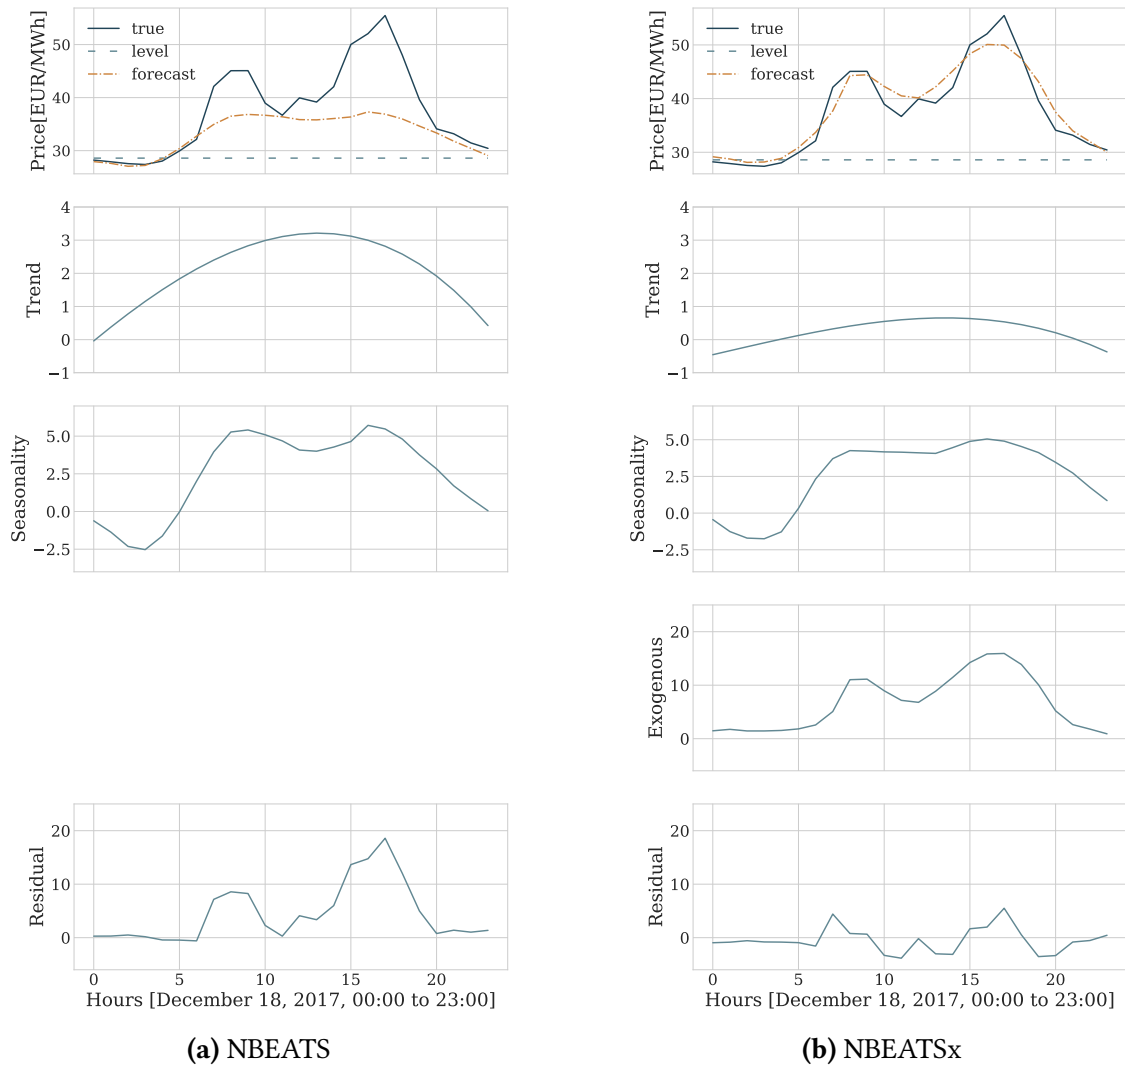 Price[EUR/MWh]
50
40
30
true
level
forecast
Trend
4
3
2
1
0
−1
Seasonality
5.0
2.5
0.0
−2.5
Residual
20
10
0
0 5 10 15 20
Hours [December 18, 2017, 00:00 to 23:00]
(a) NBEATS
Price[EUR/MWh]
50
40
30
true
level
forecast
Trend
4
3
2
1
0
−1
Seasonality
5.0
2.5
0.0
−2.5
Exogenous
20
10
0
Residual
20
10
0
0 5 10 15 20
Hours [December 18, 2017, 00:00 to 23:00]
(b) NBEATSx